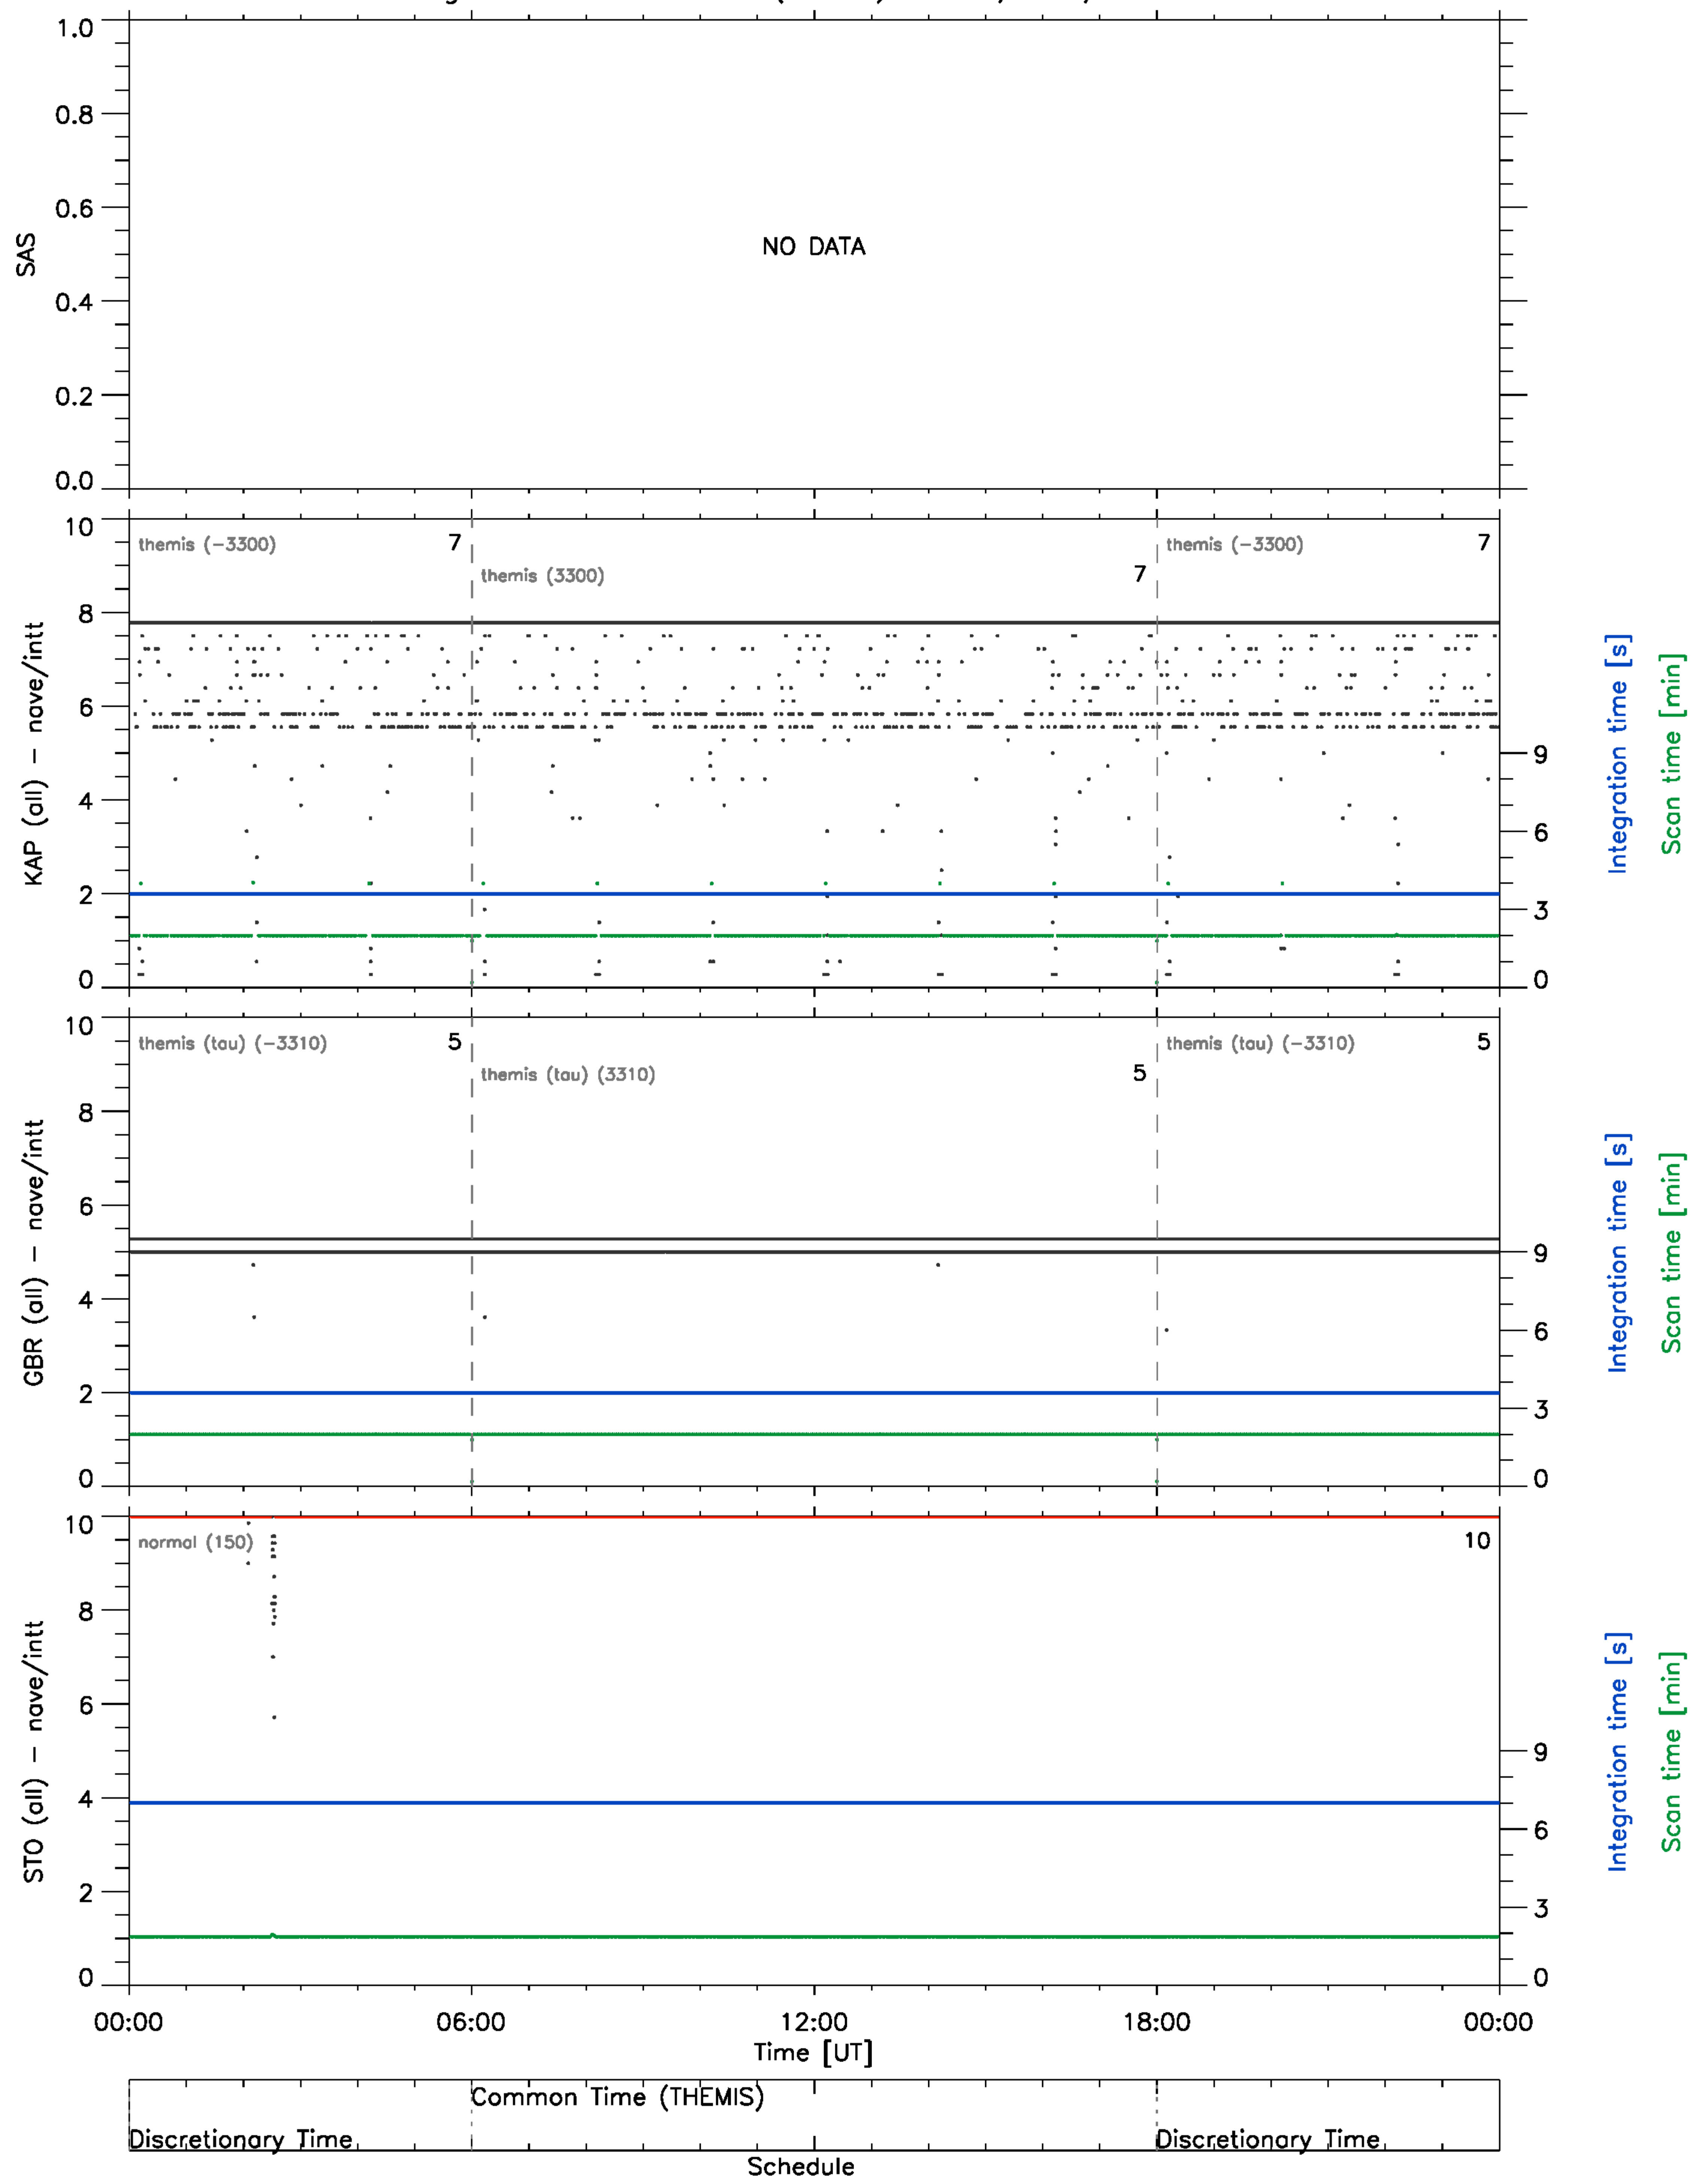 1.0
0.8
0.6
0.4
0.2
0.0
SAS
NO DATA
10
8
6
4
2
0
KAP (all) – nave/intt
themis (−3300)
7
themis (3300)
7
themis (−3300)
7
9
6
3
0
Integration time [s]
Scan time [min]
10
8
6
4
2
0
GBR (all) – nave/intt
themis (tau) (−3310)
5
themis (tau) (3310)
5
themis (tau) (−3310)
5
9
6
3
0
Integration time [s]
Scan time [min]
10
8
6
4
2
0
STO (all) – nave/intt
normal (150)
10
9
6
3
0
Integration time [s]
Scan time [min]
00:00
06:00
12:00
18:00
00:00
Time [UT]
Common Time (THEMIS)
Discretionary Time
Discretionary Time
Schedule